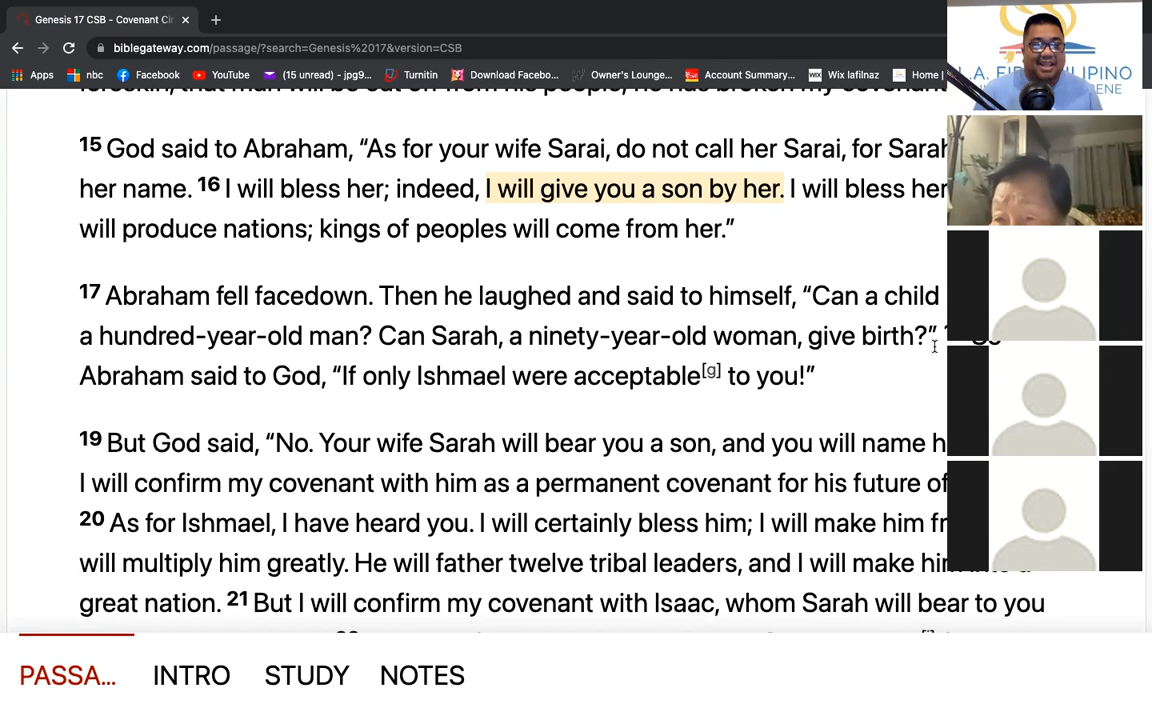 Genesis 17 CSB - Covenant Cir
biblegateway.com/passage/?search=Genesis%2017&version=CSB
Apps nbc Facebook YouTube (15 unread) - jpg9... Turnitin Download Facebo... Owner's Lounge... Account Summary... WIX Wix lafilnaz Home |
L.A. FIR FILIPINO
ENE
15 God said to Abraham, “As for your wife Sarai, do not call her Sarai, for Sarah
her name. 16 I will bless her; indeed, I will give you a son by her. I will bless her
will produce nations; kings of peoples will come from her.”
17 Abraham fell facedown. Then he laughed and said to himself, “Can a child
a hundred-year-old man? Can Sarah, a ninety-year-old woman, give birth?”
Abraham said to God, “If only Ishmael were acceptable[g] to you!”
19 But God said, “No. Your wife Sarah will bear you a son, and you will name h
I will confirm my covenant with him as a permanent covenant for his future of
20 As for Ishmael, I have heard you. I will certainly bless him; I will make him fr
will multiply him greatly. He will father twelve tribal leaders, and I will make him into a
great nation. 21 But I will confirm my covenant with Isaac, whom Sarah will bear to you
PASSA... INTRO STUDY NOTES